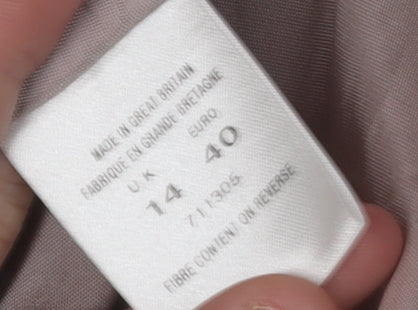 MADE IN GREAT BRITAIN
FABRIQUE EN GRANDE BRETAGNE
UK EURO
14 40
711305
FIBRE CONTENT ON REVERSE